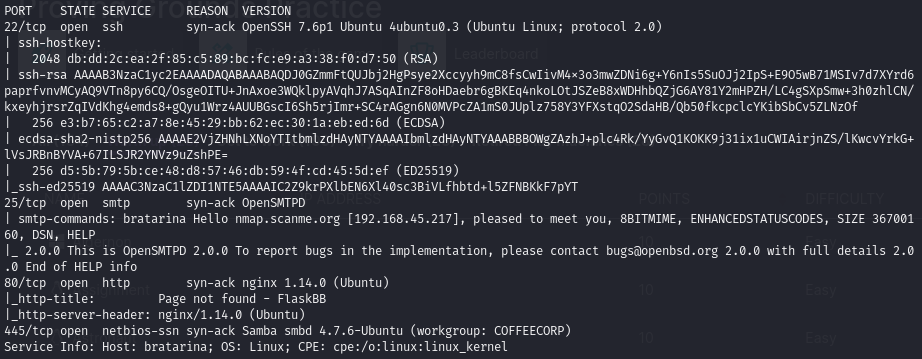 PORT    STATE SERVICE      REASON  VERSION
22/tcp  open  ssh          syn-ack OpenSSH 7.6p1 Ubuntu 4ubuntu0.3 (Ubuntu Linux; protocol 2.0)
| ssh-hostkey:
|   2048 db:dd:2c:ea:2f:85:c5:89:bc:fc:e9:a3:38:f0:d7:50 (RSA)
| ssh-rsa AAAAB3NzaC1yc2EAAAADAQABAAABAQDJ0GZmmFtQUJbj2HgPsye2Xccyyh9mC8fsCwIivM4×3o3mwZDNi6g+Y6nIs5SuOJj2IpS+E9O5wB71MSIv7d7XYrd6
paprfvnvMCyAQ9VTn8py6CQ/OsgeOITU+JnAxoe3WQklpyAVqhJ7ASqAInZF8oHDaebr6gBKEq4nkoLOtJSZeB8xWDHhbQZjG6AY81Y2mHPZH/LC4gSXpSmw+3h0zhlCN/
kxeyhjrsrZqIVdKhg4emds8+gQyu1Wrz4AUUBGscI6Sh5rjImr+SC4rAGgn6N0MVPcZA1mS0JUplz758Y3YFXstqO2SdaHB/Qb50fkcpclcYKibSbCv5ZLNzOf
|   256 e3:b7:65:c2:a7:8e:45:29:bb:62:ec:30:1a:eb:ed:6d (ECDSA)
| ecdsa-sha2-nistp256 AAAAE2VjZHNhLXNoYTItbmlzdHAyNTYAAAAIbmlzdHAyNTYAAABBBOWgZAzhJ+plc4Rk/YyGvQ1KOKK9j31ix1uCWIAirjnZS/lKwcvYrkG+
lVsJRBnBYVA+67ILSJR2YNVz9uZshPE=
|   256 d5:5b:79:5b:ce:48:d8:57:46:db:59:4f:cd:45:5d:ef (ED25519)
|_ssh-ed25519 AAAAC3NzaC1lZDI1NTE5AAAAIC2Z9krPXlbEN6Xl40sc3BiVLfhbtd+l5ZFNBKkF7pYT
25/tcp  open  smtp         syn-ack OpenSMTPD
| smtp-commands: bratarina Hello nmap.scanme.org [192.168.45.217], pleased to meet you, 8BITMIME, ENHANCEDSTATUSCODES, SIZE 367001
60, DSN, HELP
|_ 2.0.0 This is OpenSMTPD 2.0.0 To report bugs in the implementation, please contact bugs@openbsd.org 2.0.0 with full details 2.0
.0 End of HELP info
80/tcp  open  http         syn-ack nginx 1.14.0 (Ubuntu)
|_http-title:         Page not found - FlaskBB
|_http-server-header: nginx/1.14.0 (Ubuntu)
445/tcp open  netbios-ssn syn-ack Samba smbd 4.7.6-Ubuntu (workgroup: COFFEECORP)
Service Info: Host: bratarina; OS: Linux; CPE: cpe:/o:linux:linux_kernel
Leaderboard
POINTS
DIFFICULTY
10
Easy
10
Easy